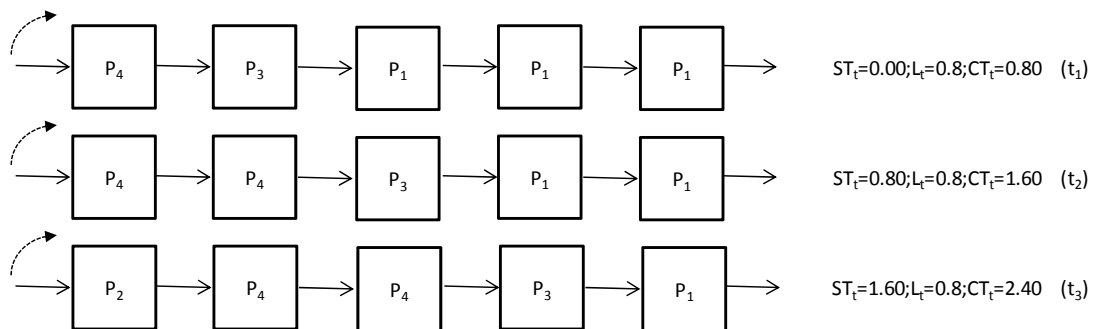 P₄ P₃ P₁ P₁ P₁ STₜ=0.00;Lₜ=0.8;CTₜ=0.80 (t₁)
P₄ P₄ P₃ P₁ P₁ STₜ=0.80;Lₜ=0.8;CTₜ=1.60 (t₂)
P₂ P₄ P₄ P₃ P₁ STₜ=1.60;Lₜ=0.8;CTₜ=2.40 (t₃)